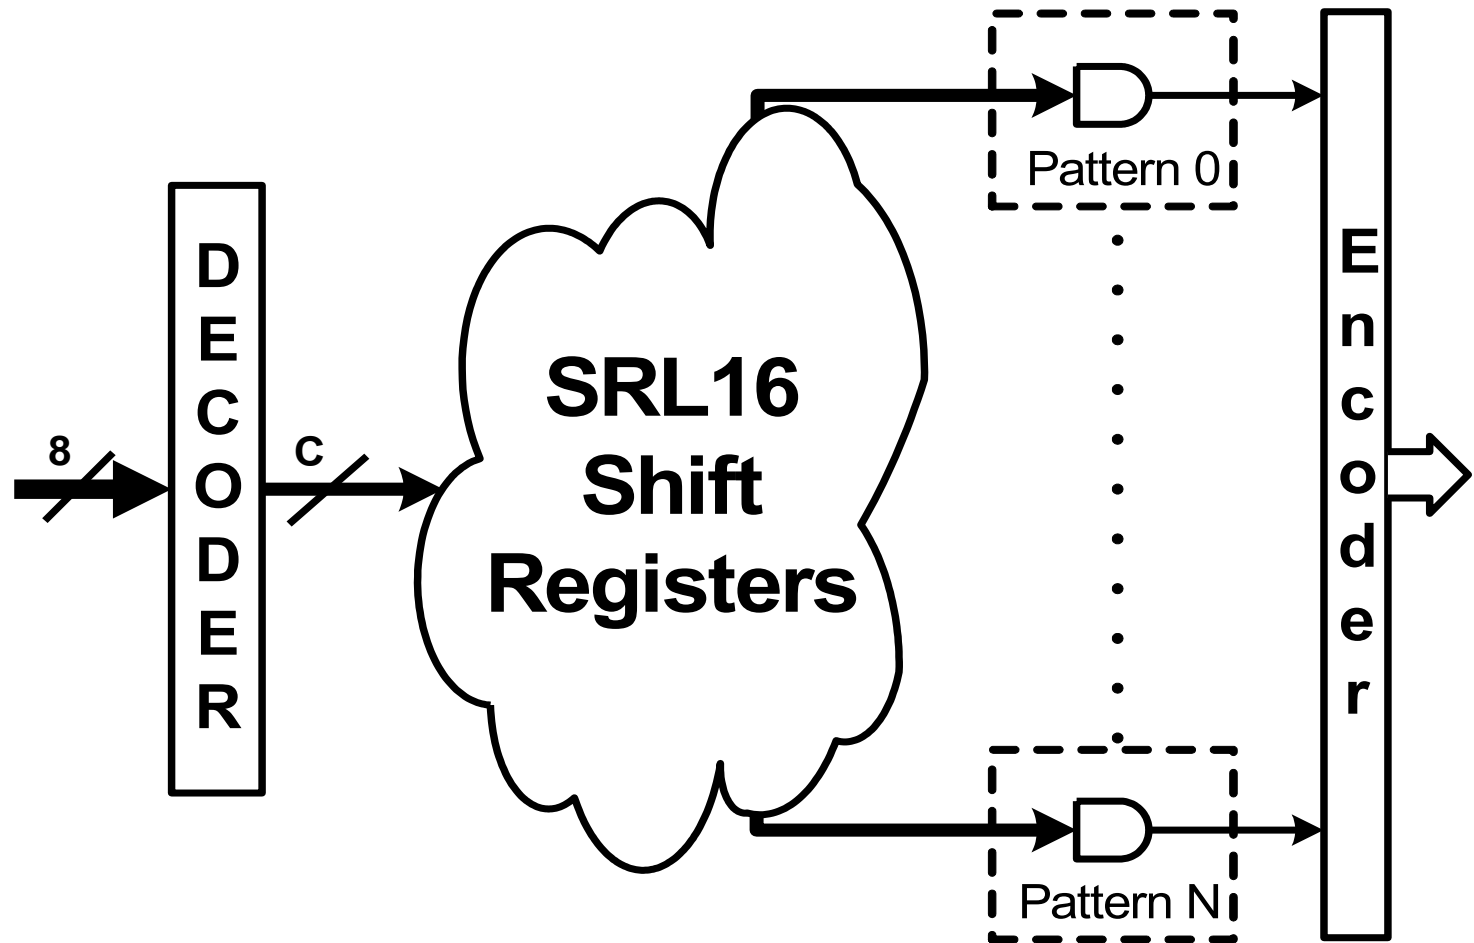 8
DECODER
C
SRL16
Shift
Registers
Pattern 0
Pattern N
Encoder